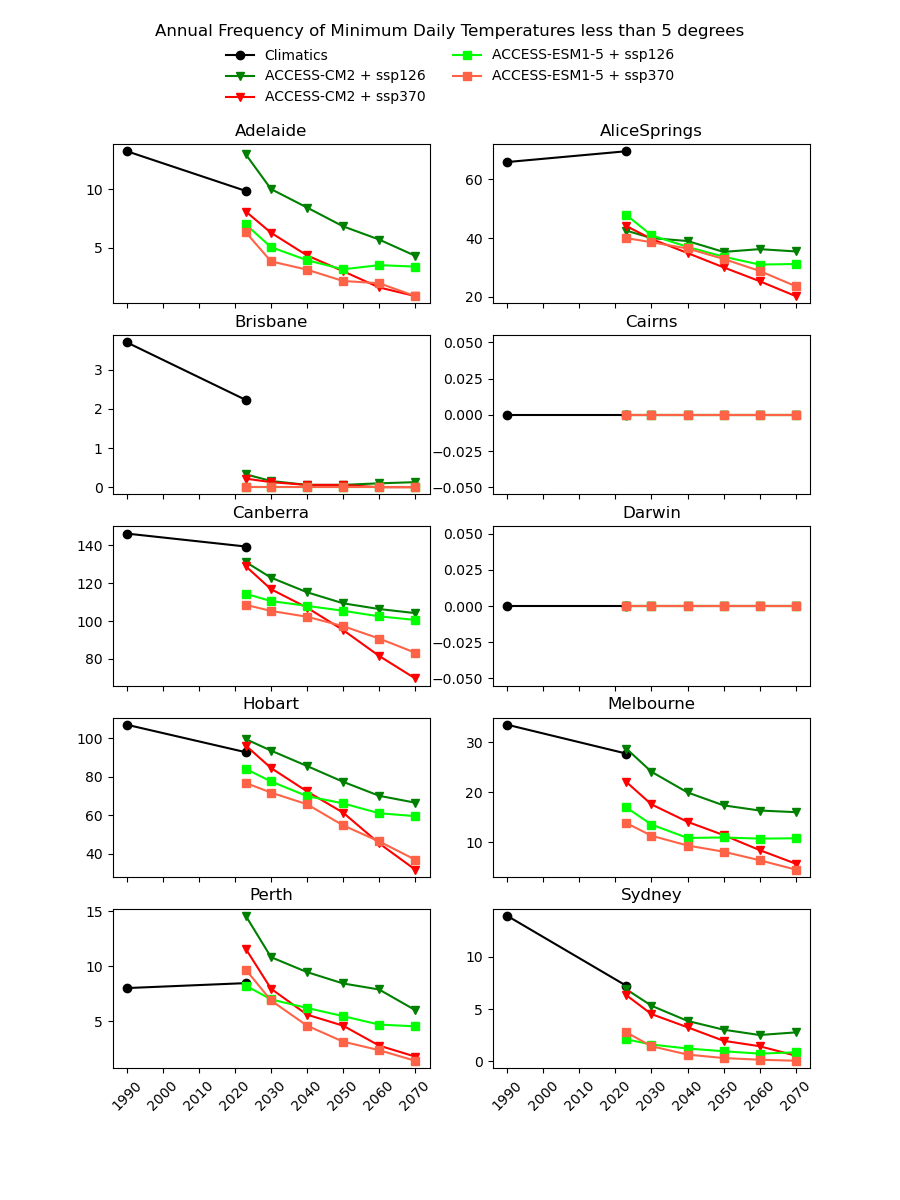 Annual Frequency of Minimum Daily Temperatures less than 5 degrees
Climatics
ACCESS-CM2 + ssp126
ACCESS-CM2 + ssp370
ACCESS-ESM1-5 + ssp126
ACCESS-ESM1-5 + ssp370
Adelaide
10
5
AliceSprings
60
40
20
Brisbane
3
2
1
0
Cairns
0.050
0.025
0.000
−0.025
−0.050
Canberra
140
120
100
80
Darwin
0.050
0.025
0.000
−0.025
−0.050
Hobart
100
80
60
40
Melbourne
30
20
10
Perth
15
10
5
1990 2000 2010 2020 2030 2040 2050 2060 2070
Sydney
10
5
0
1990 2000 2010 2020 2030 2040 2050 2060 2070